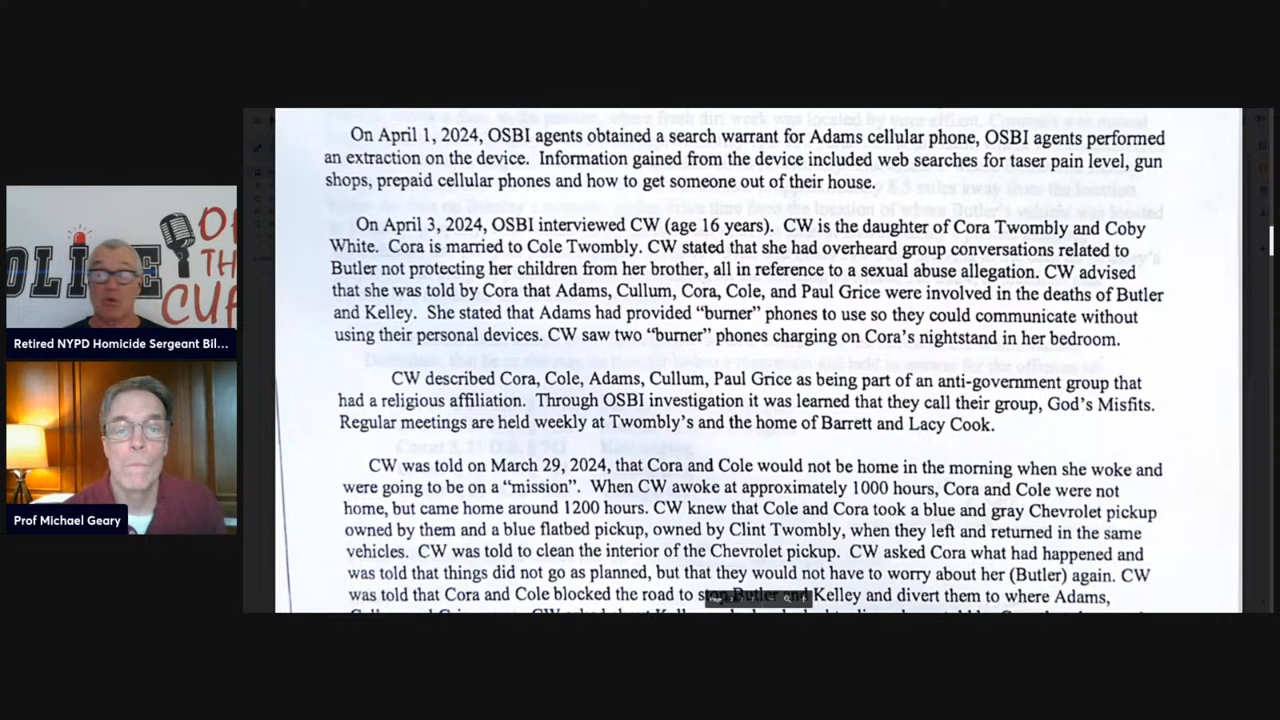 On April 1, 2024, OSBI agents obtained a search warrant for Adams cellular phone, OSBI agents performed
an extraction on the device. Information gained from the device included web searches for taser pain level, gun
shops, prepaid cellular phones and how to get someone out of their house.
On April 3, 2024, OSBI interviewed CW (age 16 years). CW is the daughter of Cora Twombly and Coby
White. Cora is married to Cole Twombly. CW stated that she had overheard group conversations related to
Butler not protecting her children from her brother, all in reference to a sexual abuse allegation. CW advised
that she was told by Cora that Adams, Cullum, Cora, Cole, and Paul Grice were involved in the deaths of Butler
and Kelley. She stated that Adams had provided “burner” phones to use so they could communicate without
using their personal devices. CW saw two “burner” phones charging on Cora's nightstand in her bedroom.
CW described Cora, Cole, Adams, Cullum, Paul Grice as being part of an anti-government group that
had a religious affiliation. Through OSBI investigation it was learned that they call their group, God's Misfits.
Regular meetings are held weekly at Twombly's and the home of Barrett and Lacy Cook.
CW was told on March 29, 2024, that Cora and Cole would not be home in the morning when she woke and
were going to be on a “mission”. When CW awoke at approximately 1000 hours, Cora and Cole were not
home, but came home around 1200 hours. CW knew that Cole and Cora took a blue and gray Chevrolet pickup
owned by them and a blue flatbed pickup, owned by Clint Twombly, when they left and returned in the same
vehicles. CW was told to clean the interior of the Chevrolet pickup. CW asked Cora what had happened and
was told that things did not go as planned, but that they would not have to worry about her (Butler) again. CW
was told that Cora and Cole blocked the road to stop Butler and Kelley and divert them to where Adams,
OLICE
OF
TH
CUF
Retired NYPD Homicide Sergeant Bil...
Prof Michael Geary